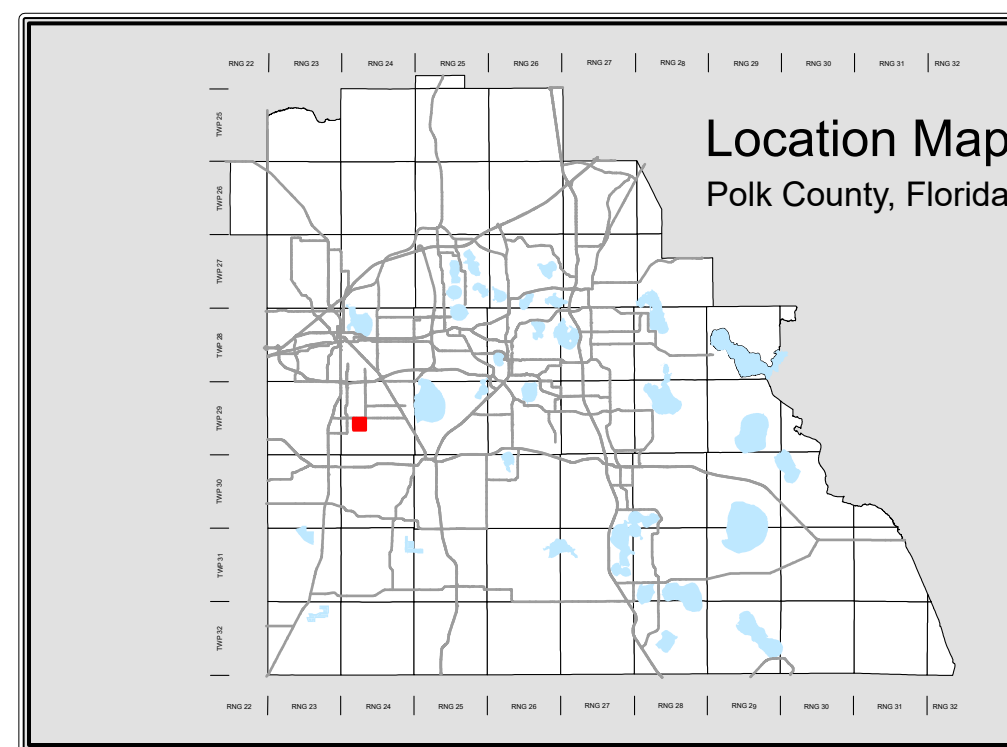 RNG 22 RNG 23 RNG 24 RNG 25 RNG 26 RNG 27 RNG 28 RNG 29 RNG 30 RNG 31 RNG 32
Location Map
Polk County, Florida
TWP 25
TWP 26
TWP 27
TWP 28
TWP 29
TWP 30
TWP 31
TWP 32
RNG 22 RNG 23 RNG 24 RNG 25 RNG 26 RNG 27 RNG 28 RNG 29 RNG 30 RNG 31 RNG 32